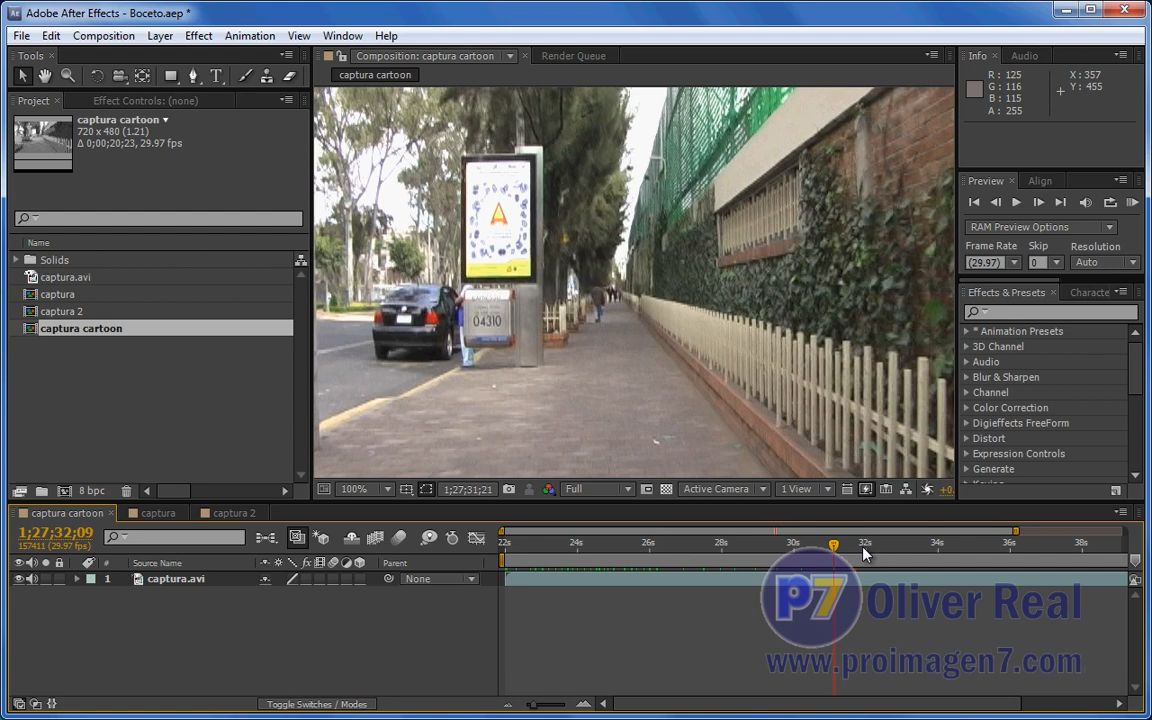 Adobe After Effects - Boceto.aep *
File Edit Composition Layer Effect Animation View Window Help
Tools
Composition: captura cartoon
Render Queue
Info
Audio
captura cartoon
R : 125
G : 116
B : 115
A : 255
X : 357
Y : 455
Project
Effect Controls: (none)
captura cartoon
720 x 480 (1.21)
Δ 0;00;20;23, 29.97 fps
Preview
Align
RAM Preview Options
Frame Rate
Skip
Resolution
(29.97)
0
Auto
Name
Solids
captura.avi
captura
captura 2
captura cartoon
Effects & Presets
Characte
* Animation Presets
3D Channel
Audio
Blur & Sharpen
Channel
Color Correction
Digieffects FreeForm
Distort
Expression Controls
Generate
A
04310
8 bpc
100%
1;27;31;21
Full
Active Camera
1 View
+0.
captura cartoon
captura
captura 2
1;27;32;09
157411 (29.97 fps)
22s 24s 26s 28s 30s 32s 34s 36s 38s
# Source Name
fx
Parent
1 captura.avi
None
p7 Oliver Real
www.proimagen7.com
Toggle Switches / Modes